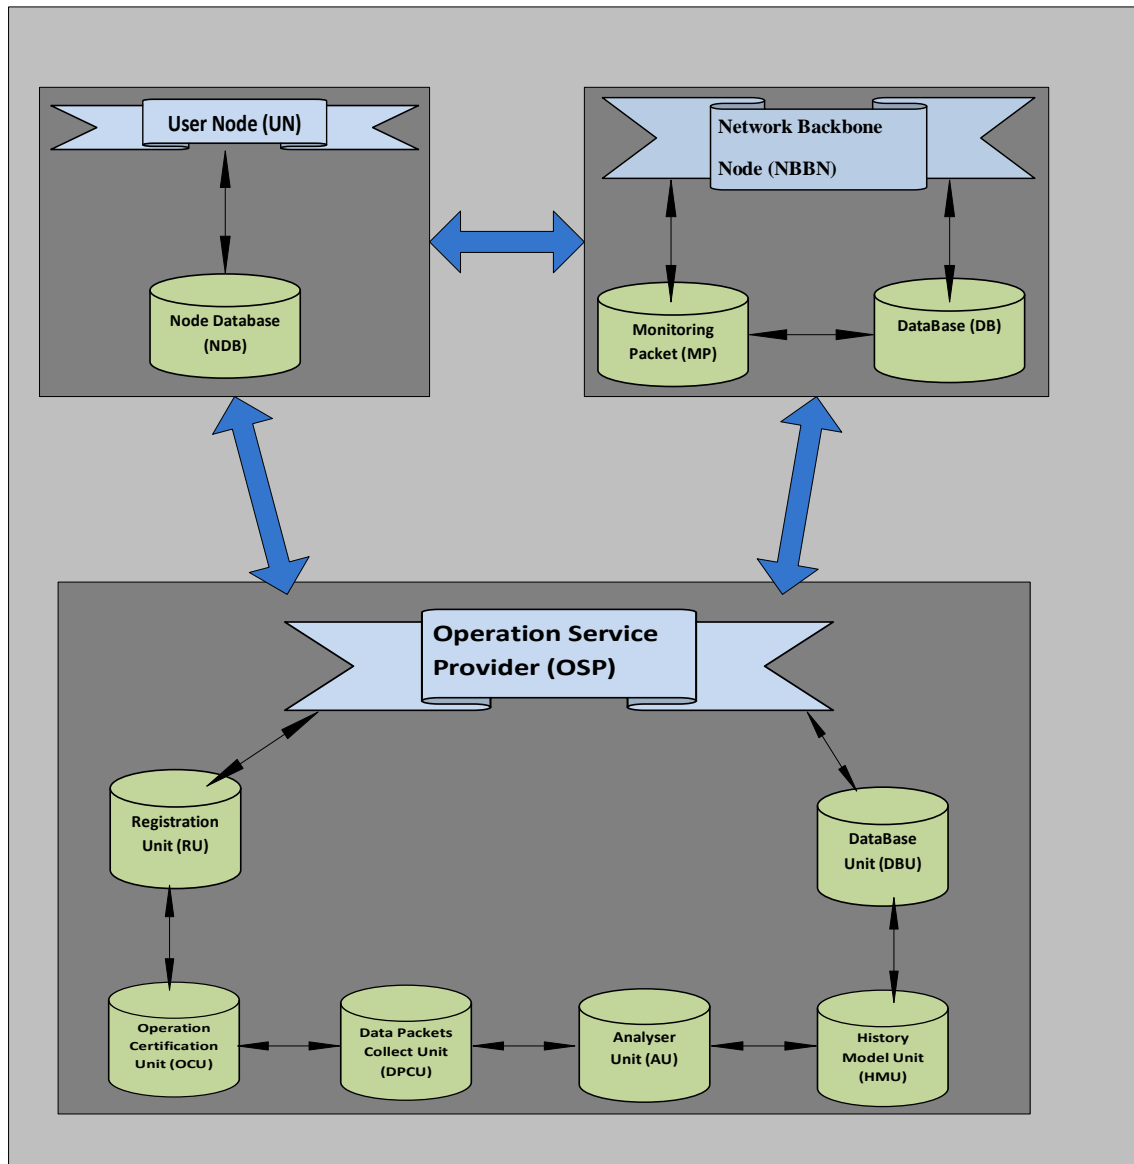 User Node (UN)
Network Backbone
Node (NBBN)
Node Database
(NDB)
Monitoring
Packet (MP)
DataBase (DB)
Operation Service
Provider (OSP)
Registration
Unit (RU)
DataBase
Unit (DBU)
Operation
Certification
Unit (OCU)
Data Packets
Collect Unit
(DPCU)
Analyser
Unit (AU)
History
Model Unit
(HMU)